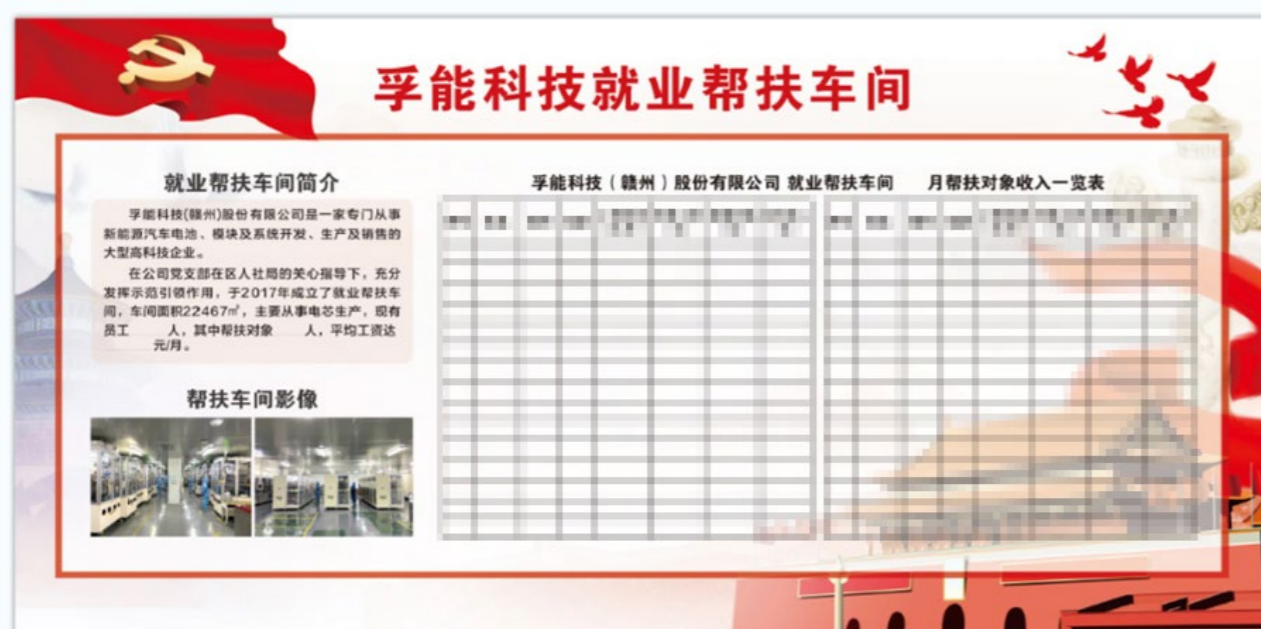 孚能科技就业帮扶车间
就业帮扶车间简介
孚能科技(赣州)股份有限公司是一家专门从事
新能源汽车电池、模块及系统开发、生产及销售的
大型高科技企业。
在公司党支部在区人社局的关心指导下，充分
发挥示范引领作用，于2017年成立了就业帮扶车
间，车间面积22467㎡，主要从事电芯生产，现有
员工 人，其中帮扶对象 人，平均工资达
元/月。
帮扶车间影像
孚能科技（赣州）股份有限公司 就业帮扶车间 月帮扶对象收入一览表